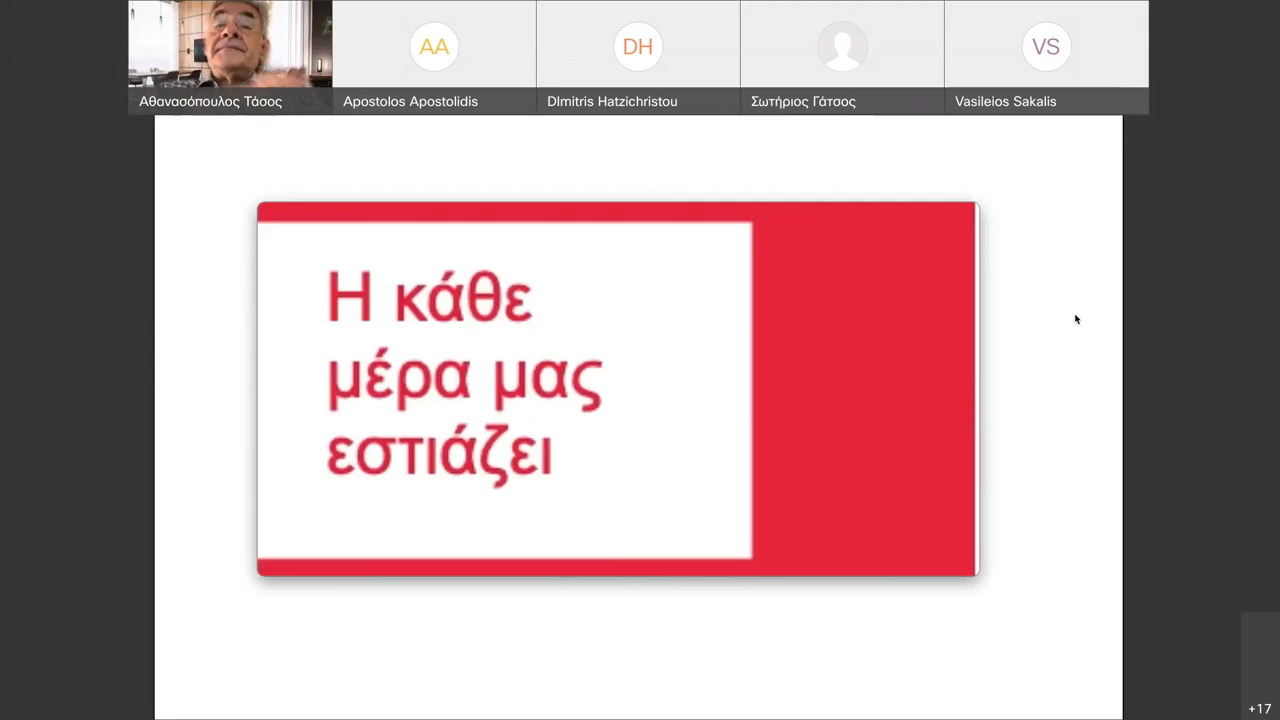 AA
DH
VS
Αθανασόπουλος Τάσος
Apostolos Apostolidis
DImitris Hatzichristou
Σωτήριος Γάτσος
Vasileios Sakalis
Η κάθε
μέρα μας
εστιάζει
+17